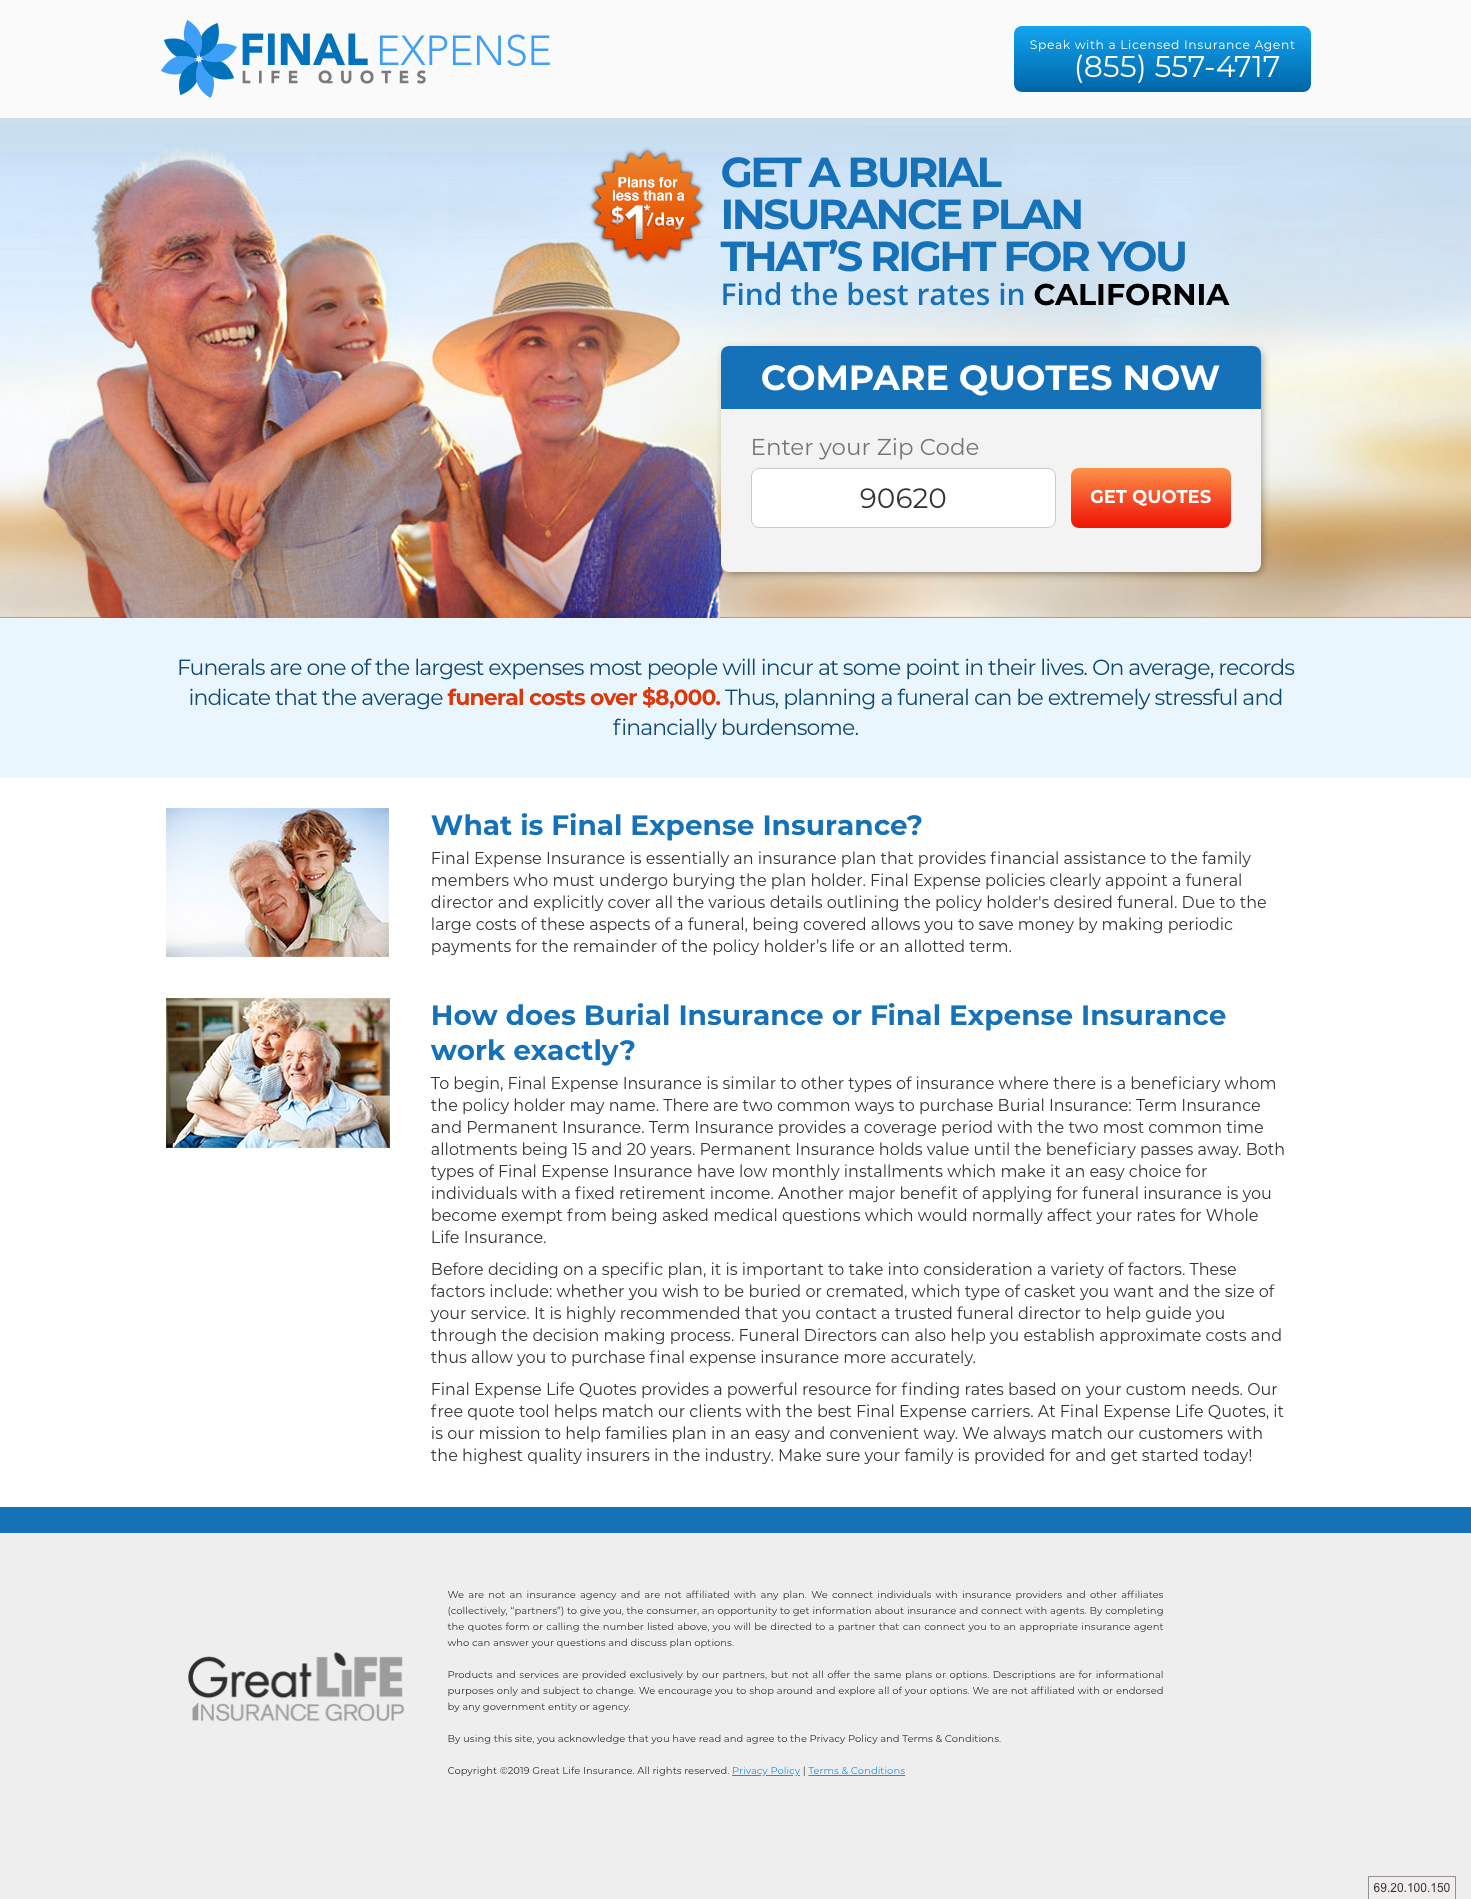 FINAL EXPENSE
LIFE QUOTES
Speak with a Licensed Insurance Agent
(855) 557-4717
Plans for
less than a
$1*/day
GET A BURIAL
INSURANCE PLAN
THAT’S RIGHT FOR YOU
Find the best rates in CALIFORNIA
COMPARE QUOTES NOW
Enter your Zip Code
90620
GET QUOTES
Funerals are one of the largest expenses most people will incur at some point in their lives. On average, records
indicate that the average funeral costs over $8,000. Thus, planning a funeral can be extremely stressful and
financially burdensome.
What is Final Expense Insurance?
Final Expense Insurance is essentially an insurance plan that provides financial assistance to the family
members who must undergo burying the plan holder. Final Expense policies clearly appoint a funeral
director and explicitly cover all the various details outlining the policy holder's desired funeral. Due to the
large costs of these aspects of a funeral, being covered allows you to save money by making periodic
payments for the remainder of the policy holder’s life or an allotted term.
How does Burial Insurance or Final Expense Insurance
work exactly?
To begin, Final Expense Insurance is similar to other types of insurance where there is a beneficiary whom
the policy holder may name. There are two common ways to purchase Burial Insurance: Term Insurance
and Permanent Insurance. Term Insurance provides a coverage period with the two most common time
allotments being 15 and 20 years. Permanent Insurance holds value until the beneficiary passes away. Both
types of Final Expense Insurance have low monthly installments which make it an easy choice for
individuals with a fixed retirement income. Another major benefit of applying for funeral insurance is you
become exempt from being asked medical questions which would normally affect your rates for Whole
Life Insurance.
Before deciding on a specific plan, it is important to take into consideration a variety of factors. These
factors include: whether you wish to be buried or cremated, which type of casket you want and the size of
your service. It is highly recommended that you contact a trusted funeral director to help guide you
through the decision making process. Funeral Directors can also help you establish approximate costs and
thus allow you to purchase final expense insurance more accurately.
Final Expense Life Quotes provides a powerful resource for finding rates based on your custom needs. Our
free quote tool helps match our clients with the best Final Expense carriers. At Final Expense Life Quotes, it
is our mission to help families plan in an easy and convenient way. We always match our customers with
the highest quality insurers in the industry. Make sure your family is provided for and get started today!
We are not an insurance agency and are not affiliated with any plan. We connect individuals with insurance providers and other affiliates
(collectively, “partners”) to give you, the consumer, an opportunity to get information about insurance and connect with agents. By completing
the quotes form or calling the number listed above, you will be directed to a partner that can connect you to an appropriate insurance agent
who can answer your questions and discuss plan options.
Products and services are provided exclusively by our partners, but not all offer the same plans or options. Descriptions are for informational
purposes only and subject to change. We encourage you to shop around and explore all of your options. We are not affiliated with or endorsed
by any government entity or agency.
By using this site, you acknowledge that you have read and agree to the Privacy Policy and Terms & Conditions.
Copyright ©2019 Great Life Insurance. All rights reserved. Privacy Policy | Terms & Conditions
Great LiFE
INSURANCE GROUP
69.20.100.150